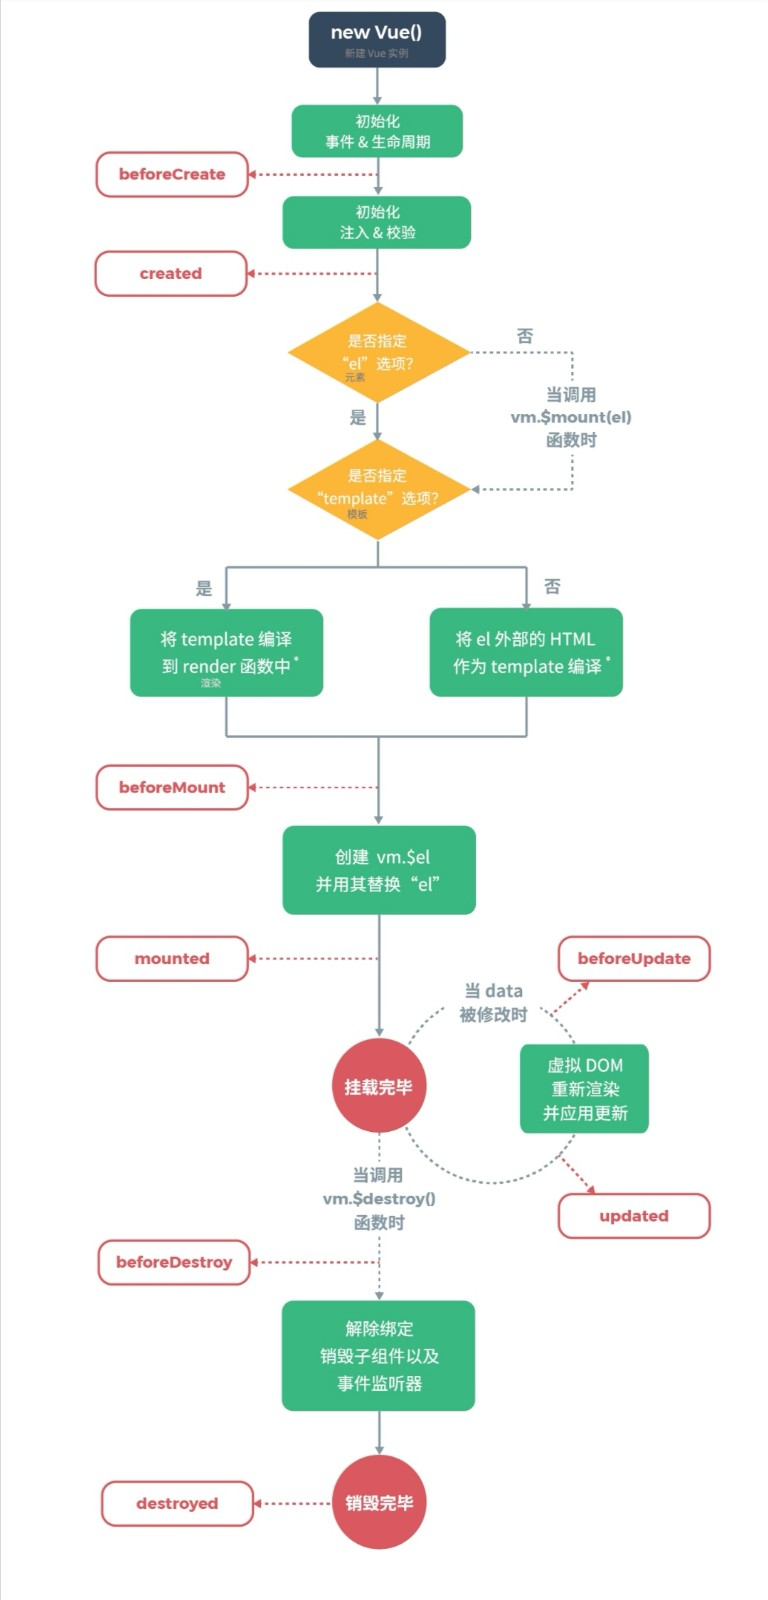 new Vue()
新建 Vue 实例
初始化
事件 & 生命周期
beforeCreate
初始化
注入 & 校验
created
是否指定
“el”选项？
元素
否
当调用
vm.$mount(el)
函数时
是
是否指定
“template”选项？
模板
是
否
将 template 编译
到 render 函数中*
渲染
将 el 外部的 HTML
作为 template 编译*
beforeMount
创建 vm.$el
并用其替换“el”
mounted
beforeUpdate
当 data
被修改时
挂载完毕
虚拟 DOM
重新渲染
并应用更新
updated
当调用
vm.$destroy()
函数时
beforeDestroy
解除绑定
销毁子组件以及
事件监听器
销毁完毕
destroyed